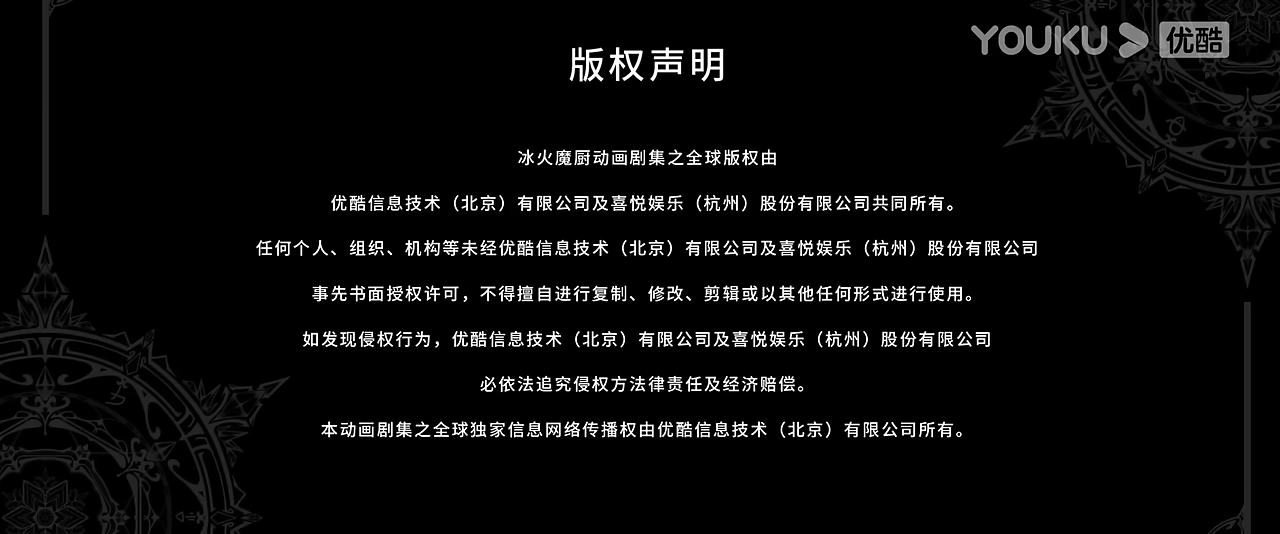 YOUKU 优酷
版权声明
冰火魔厨动画剧集之全球版权由
优酷信息技术（北京）有限公司及喜悦娱乐（杭州）股份有限公司共同所有。
任何个人、组织、机构等未经优酷信息技术（北京）有限公司及喜悦娱乐（杭州）股份有限公司
事先书面授权许可，不得擅自进行复制、修改、剪辑或以其他任何形式进行使用。
如发现侵权行为，优酷信息技术（北京）有限公司及喜悦娱乐（杭州）股份有限公司
必依法追究侵权方法律责任及经济赔偿。
本动画剧集之全球独家信息网络传播权由优酷信息技术（北京）有限公司所有。